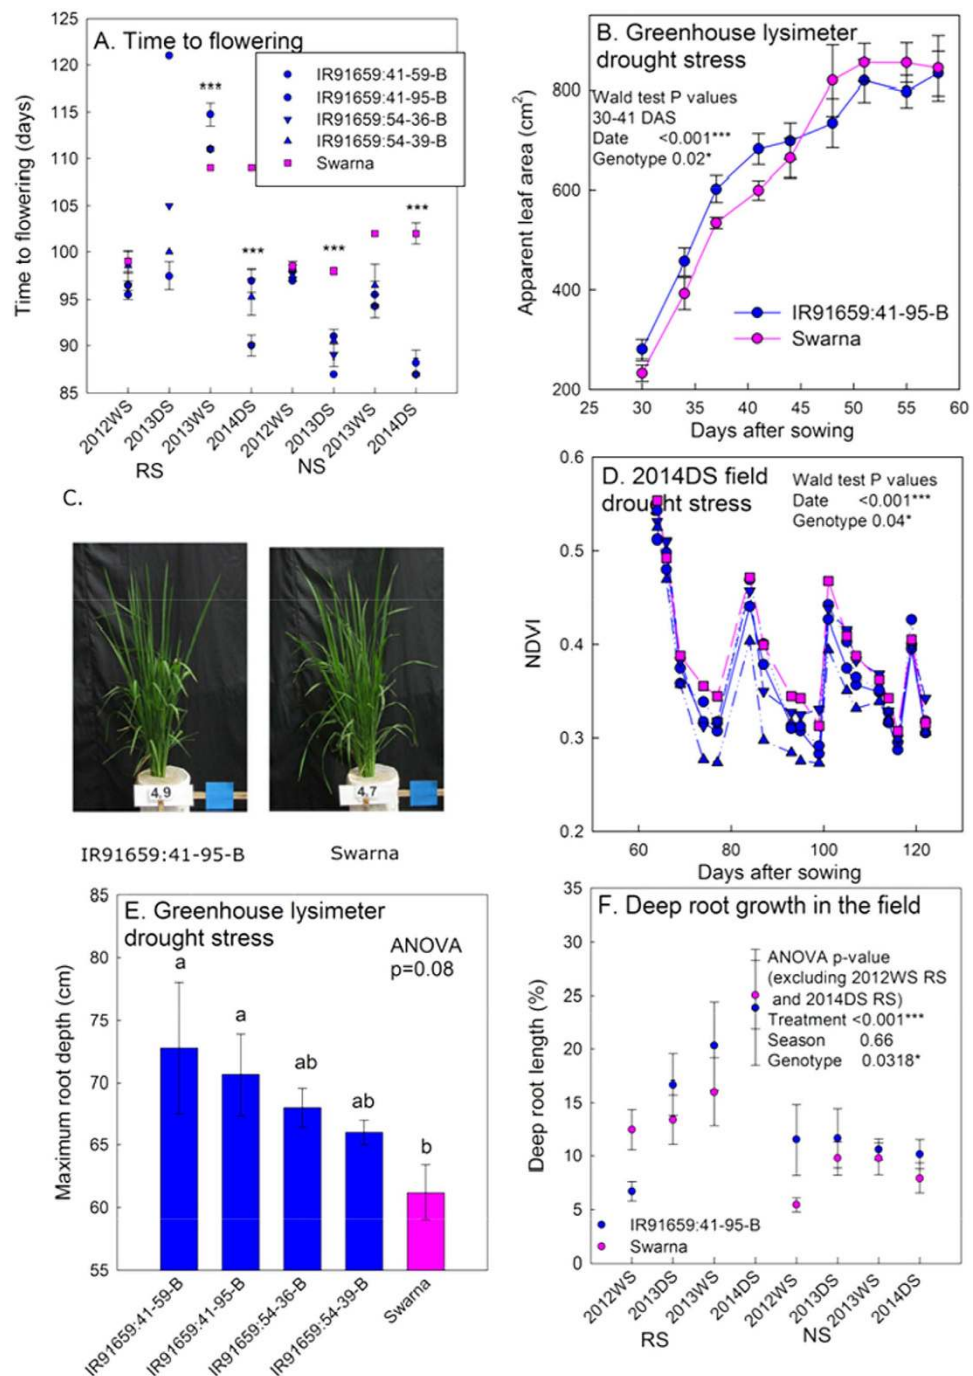 A. Time to flowering
Time to flowering (days)
125
120
115
110
105
100
95
90
85
IR91659:41-59-B
IR91659:41-95-B
IR91659:54-36-B
IR91659:54-39-B
Swarna
***
***
***
***
2012WS
2013DS
2013WS
2014DS
2012WS
2013DS
2013WS
2014DS
RS
NS
B. Greenhouse lysimeter
drought stress
Wald test P values
30-41 DAS
Date <0.001***
Genotype 0.02*
Apparent leaf area (cm²)
800
600
400
200
IR91659:41-95-B
Swarna
25 30 35 40 45 50 55 60
Days after sowing
C.
4.9
4.7
IR91659:41-95-B
Swarna
D. 2014DS field
drought stress
Wald test P values
Date <0.001***
Genotype 0.04*
NDVI
0.6
0.5
0.4
0.3
0.2
60 80 100 120
Days after sowing
E. Greenhouse lysimeter
drought stress
ANOVA
p=0.08
Maximum root depth (cm)
85
80
75
70
65
60
55
a
a
ab
ab
b
IR91659:41-59-B
IR91659:41-95-B
IR91659:54-36-B
IR91659:54-39-B
Swarna
F. Deep root growth in the field
ANOVA p-value
(excluding 2012WS RS
and 2014DS RS)
Treatment <0.001***
Season 0.66
Genotype 0.0318*
Deep root length (%)
35
30
25
20
15
10
5
0
IR91659:41-95-B
Swarna
2012WS
2013DS
2013WS
2014DS
2012WS
2013DS
2013WS
2014DS
RS
NS